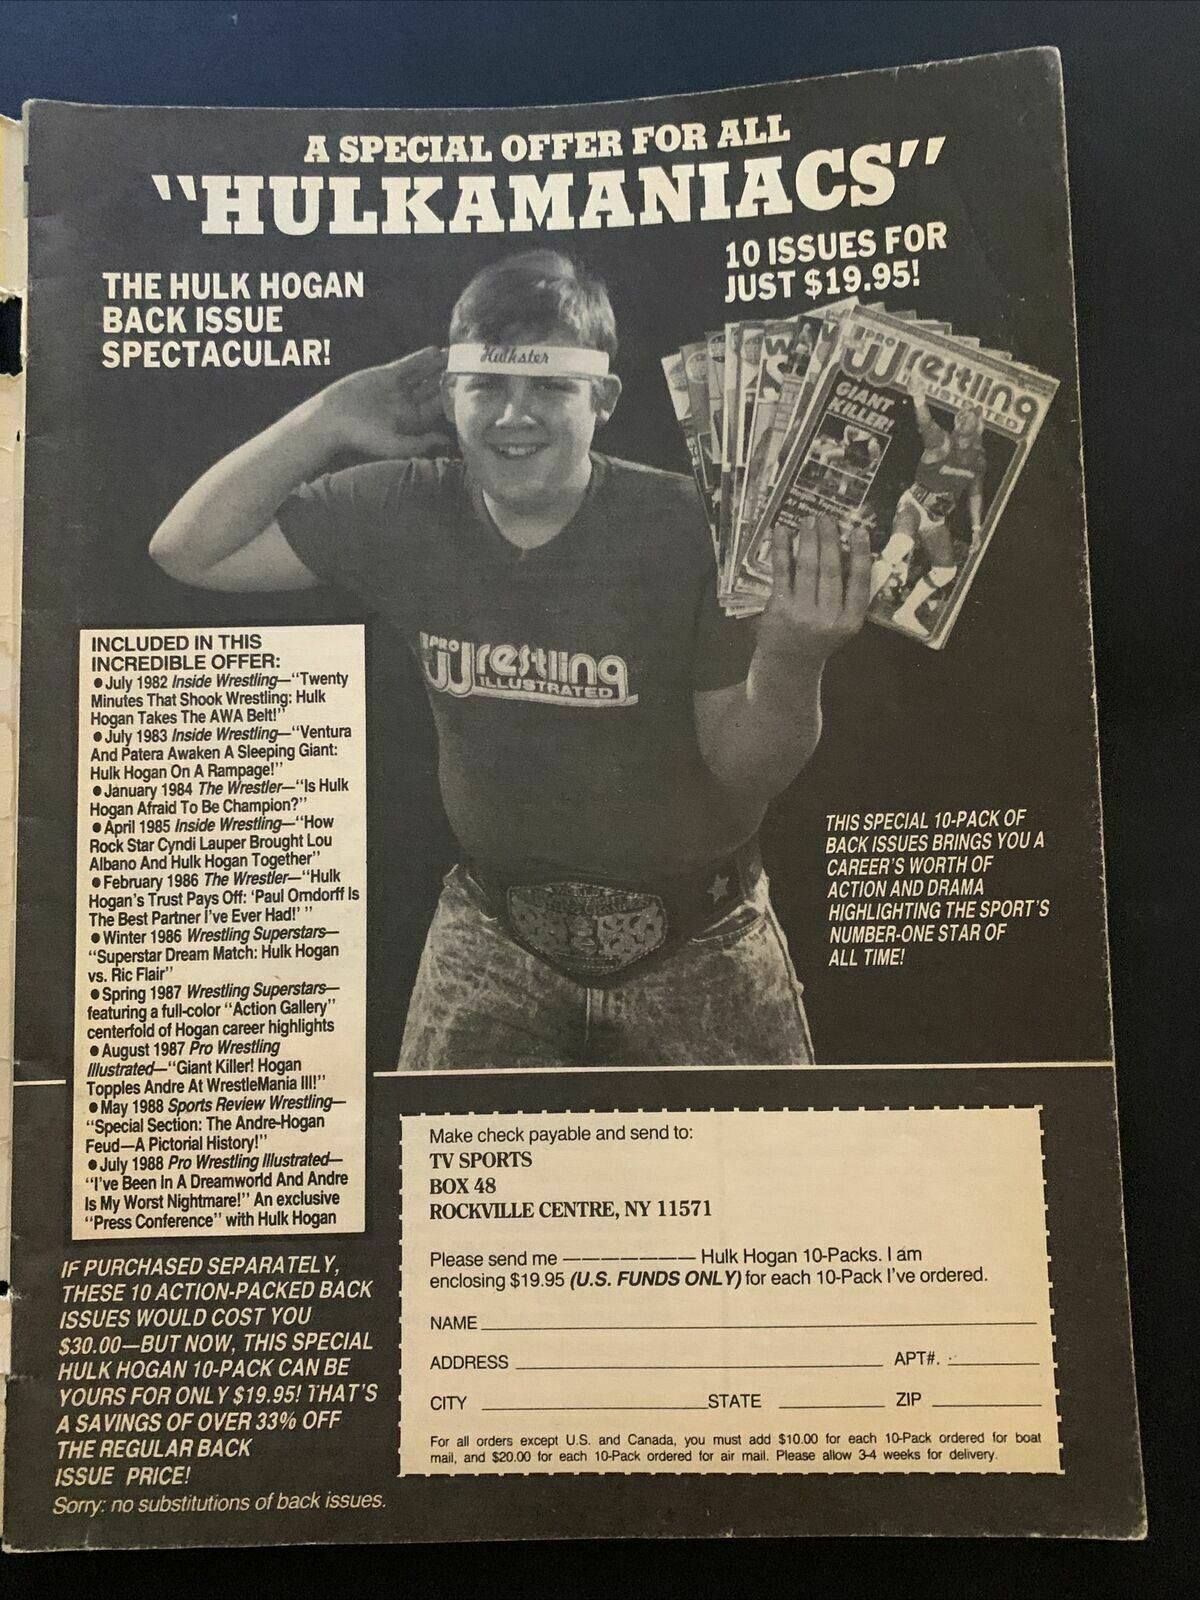 A SPECIAL OFFER FOR ALL
"HULKAMANIACS"
THE HULK HOGAN
BACK ISSUE
SPECTACULAR!
10 ISSUES FOR
JUST $19.95!
Hulkster
PRO
Wrestling
ILLUSTRATED
GIANT
KILLER!
PRO
Wrestling
ILLUSTRATED
INCLUDED IN THIS
INCREDIBLE OFFER:
● July 1982 Inside Wrestling—"Twenty
Minutes That Shook Wrestling: Hulk
Hogan Takes The AWA Belt!"
● July 1983 Inside Wrestling—"Ventura
And Patera Awaken A Sleeping Giant:
Hulk Hogan On A Rampage!"
● January 1984 The Wrestler—"Is Hulk
Hogan Afraid To Be Champion?"
● April 1985 Inside Wrestling—"How
Rock Star Cyndi Lauper Brought Lou
Albano And Hulk Hogan Together"
● February 1986 The Wrestler—"Hulk
Hogan's Trust Pays Off: 'Paul Orndorff Is
The Best Partner I've Ever Had!' "
● Winter 1986 Wrestling Superstars—
"Superstar Dream Match: Hulk Hogan
vs. Ric Flair"
● Spring 1987 Wrestling Superstars—
featuring a full-color "Action Gallery"
centerfold of Hogan career highlights
● August 1987 Pro Wrestling
Illustrated—"Giant Killer! Hogan
Topples Andre At WrestleMania III!"
● May 1988 Sports Review Wrestling—
"Special Section: The Andre-Hogan
Feud—A Pictorial History!"
● July 1988 Pro Wrestling Illustrated—
"I've Been In A Dreamworld And Andre
Is My Worst Nightmare!" An exclusive
"Press Conference" with Hulk Hogan
THIS SPECIAL 10-PACK OF
BACK ISSUES BRINGS YOU A
CAREER'S WORTH OF
ACTION AND DRAMA
HIGHLIGHTING THE SPORT'S
NUMBER-ONE STAR OF
ALL TIME!
IF PURCHASED SEPARATELY,
THESE 10 ACTION-PACKED BACK
ISSUES WOULD COST YOU
$30.00—BUT NOW, THIS SPECIAL
HULK HOGAN 10-PACK CAN BE
YOURS FOR ONLY $19.95! THAT'S
A SAVINGS OF OVER 33% OFF
THE REGULAR BACK
ISSUE PRICE!
Sorry: no substitutions of back issues.
Make check payable and send to:
TV SPORTS
BOX 48
ROCKVILLE CENTRE, NY 11571
Please send me ——————— Hulk Hogan 10-Packs. I am
enclosing $19.95 (U.S. FUNDS ONLY) for each 10-Pack I've ordered.
NAME
ADDRESS APT#.
CITY STATE ZIP
For all orders except U.S. and Canada, you must add $10.00 for each 10-Pack ordered for boat
mail, and $20.00 for each 10-Pack ordered for air mail. Please allow 3-4 weeks for delivery.